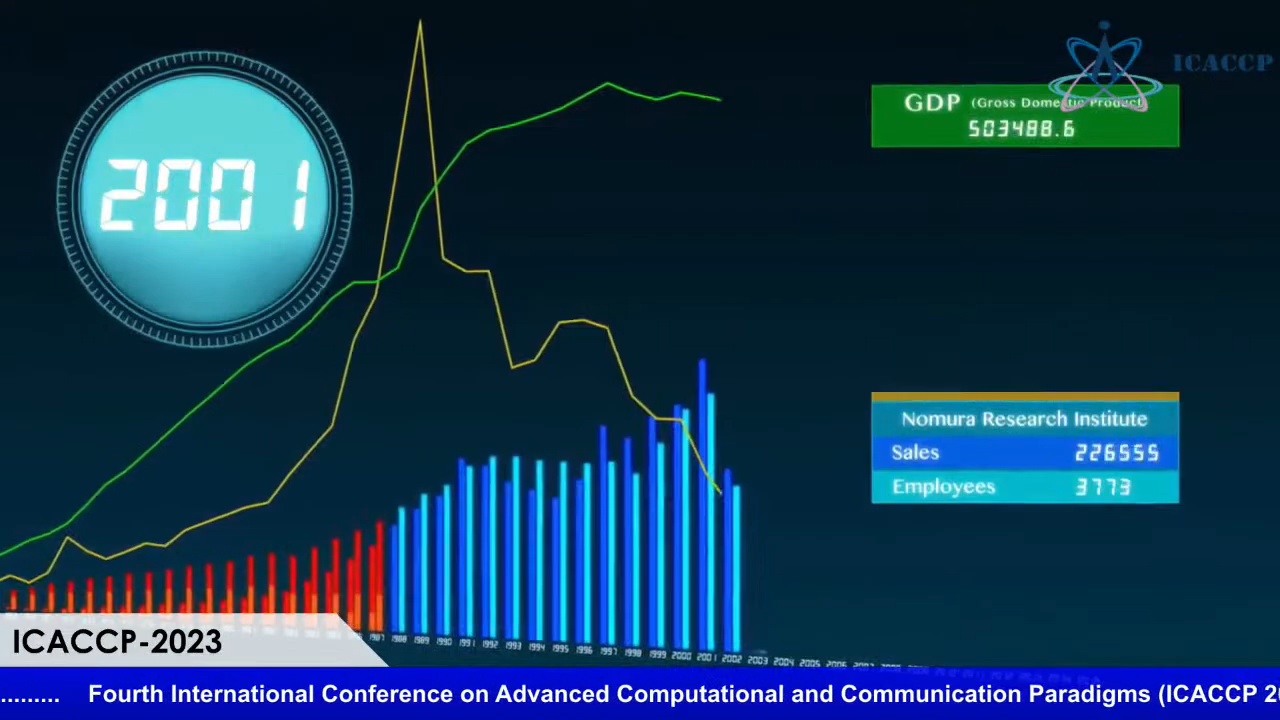 2001
ICACCP
GDP (Gross Domestic Product)
503488.6
Nomura Research Institute
Sales 226555
Employees 3773
1987 1988 1989 1990 1991 1992 1993 1994 1995 1996 1997 1998 1999 2000 2001 2002 2003 2004 2005 2006 2007 2008
ICACCP-2023
......... Fourth International Conference on Advanced Computational and Communication Paradigms (ICACCP 20